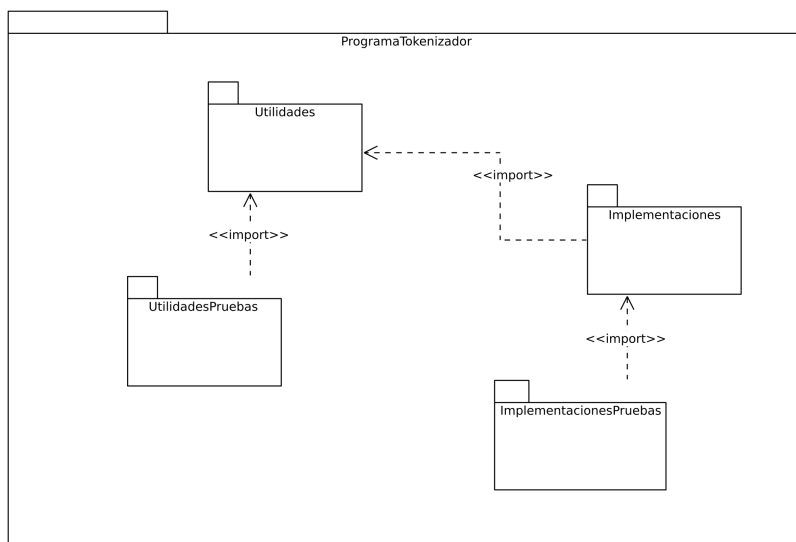 ProgramaTokenizador
Utilidades
<<import>>
Implementaciones
<<import>>
UtilidadesPruebas
<<import>>
ImplementacionesPruebas